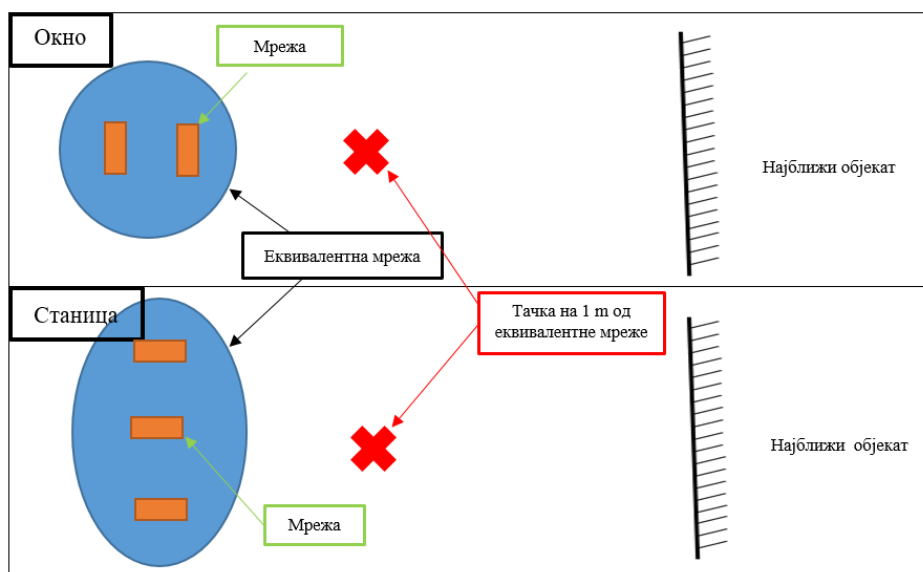 Окно
Мрежа
Најближи објекат
Еквивалентна мрежа
Станица
Тачка на 1 m од
еквивалентне мреже
Најближи објекат
Мрежа